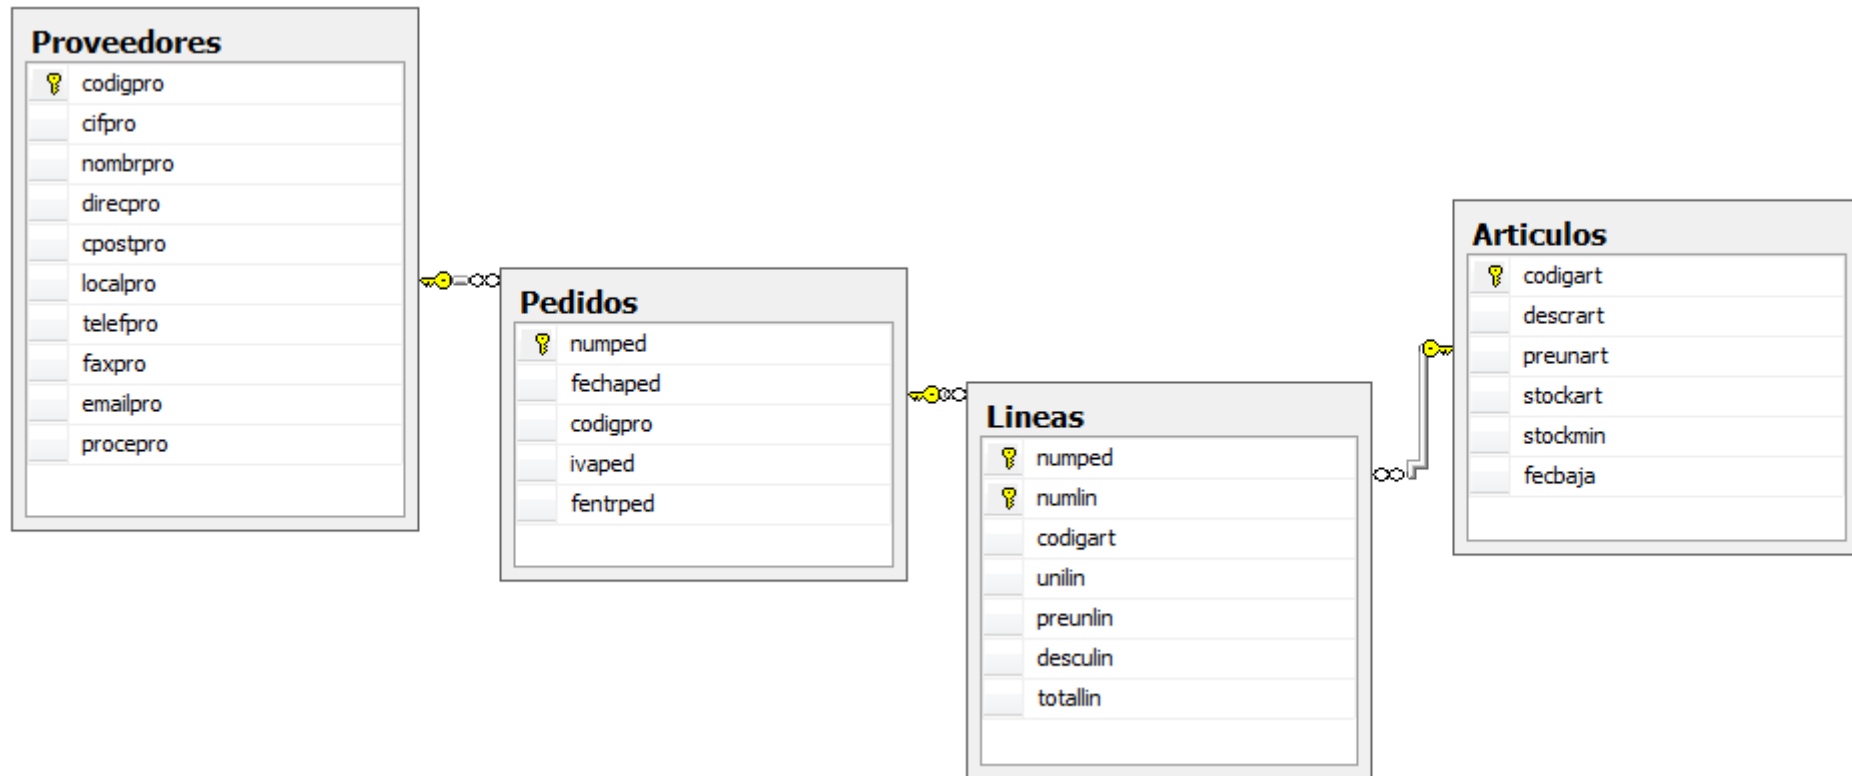 Proveedores
codigpro
cifpro
nombrpro
direcpro
cpostpro
localpro
telefpro
faxpro
emailpro
procepro
Pedidos
numped
fechaped
codigpro
ivaped
fentrped
Lineas
numped
numlin
codigart
unilin
preunlin
desculin
totallin
Articulos
codigart
descrart
preunart
stockart
stockmin
fecbaja